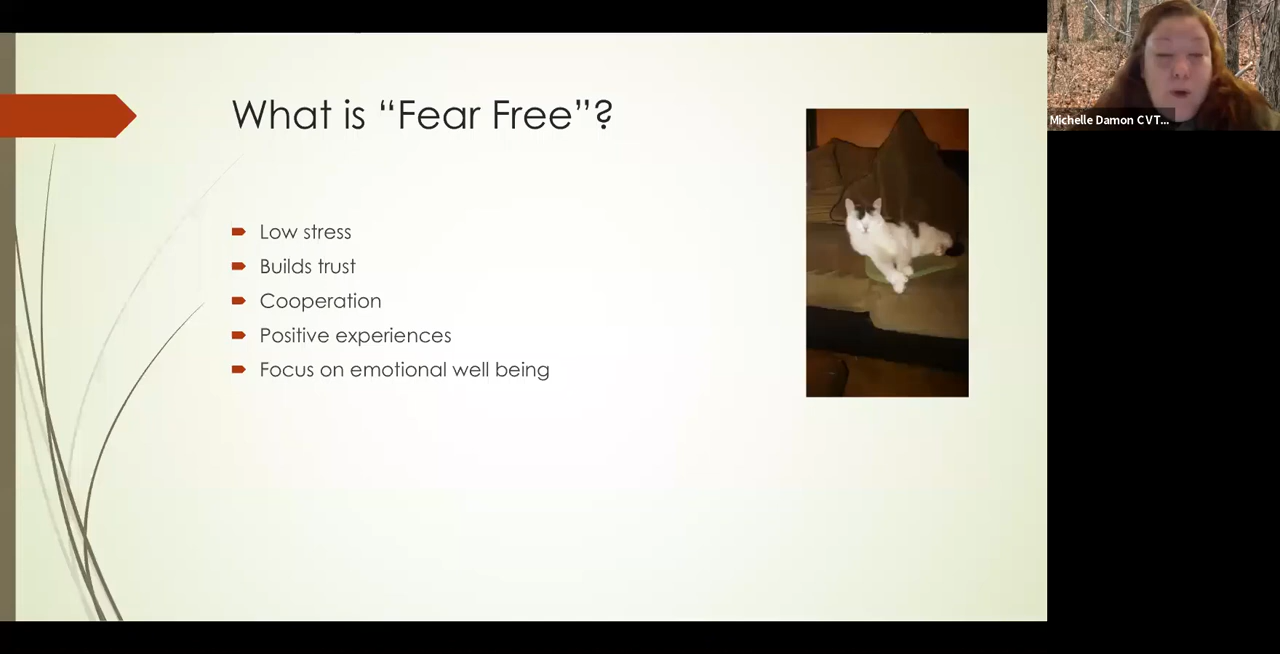 What is “Fear Free”?
Low stress
Builds trust
Cooperation
Positive experiences
Focus on emotional well being
Michelle Damon CVT...